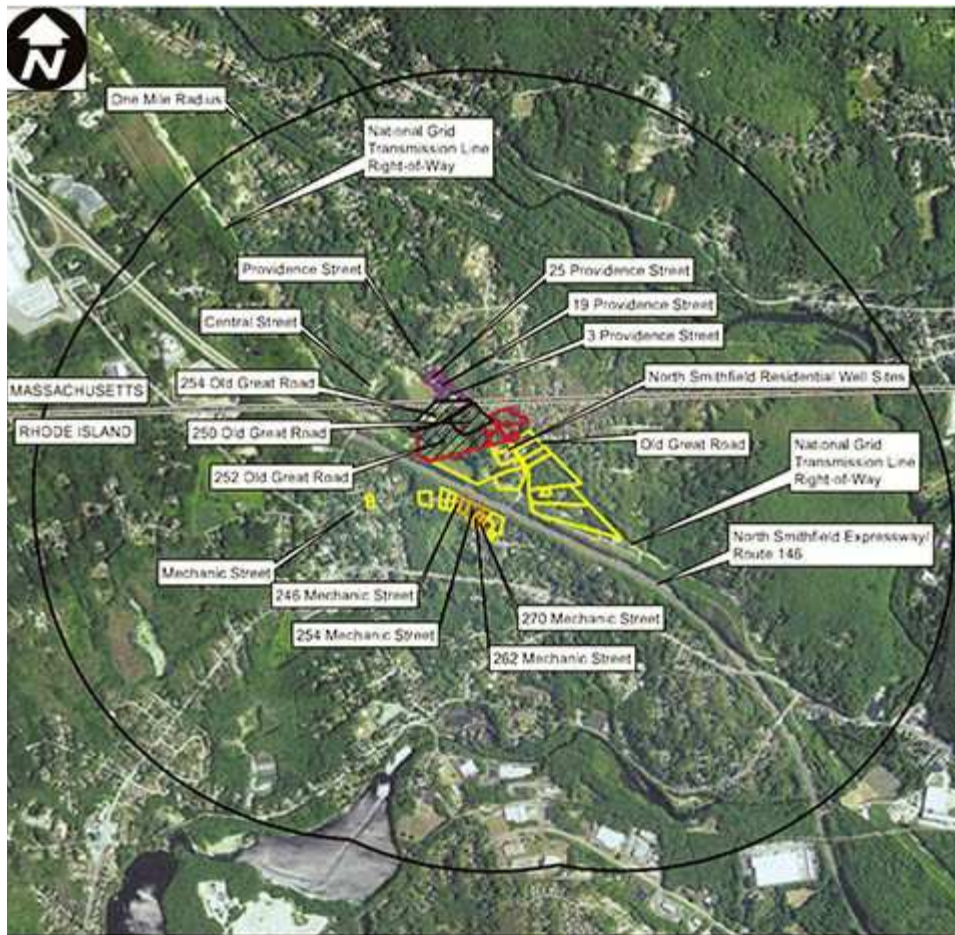 N
One Mile Radius
National Grid
Transmission Line
Right-of-Way
Providence Street
25 Providence Street
19 Providence Street
Central Street
3 Providence Street
MASSACHUSETTS
254 Old Great Road
North Smithfield Residential Well Sites
RHODE ISLAND
250 Old Great Road
Old Great Road
252 Old Great Road
National Grid
Transmission Line
Right-of-Way
North Smithfield Expressway/
Route 146
Mechanic Street
246 Mechanic Street
254 Mechanic Street
270 Mechanic Street
262 Mechanic Street